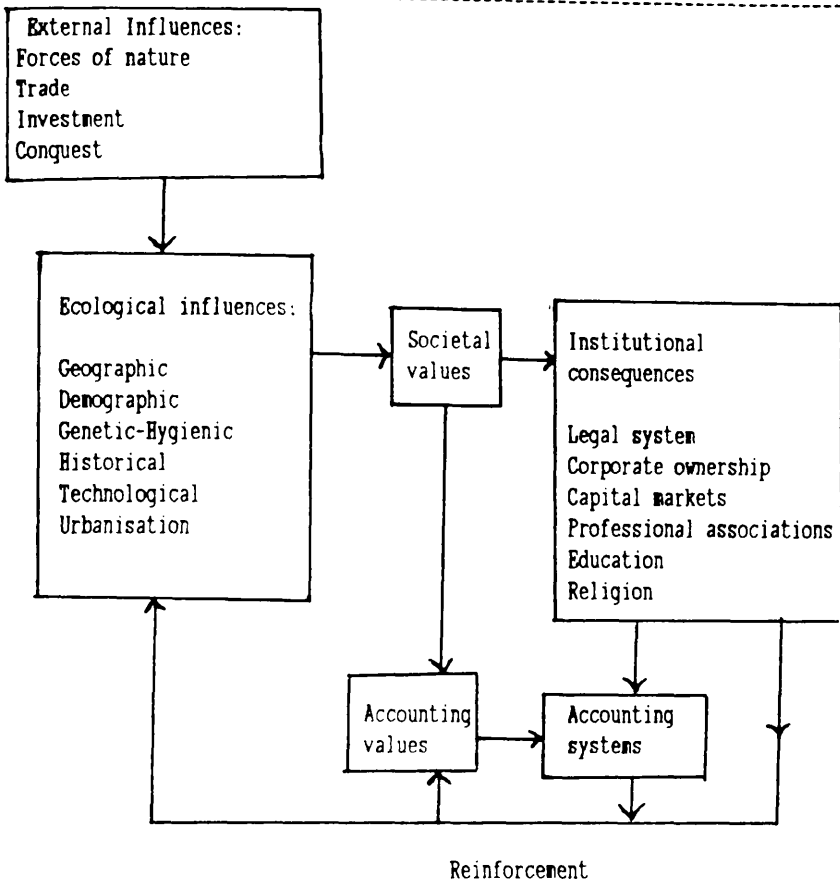 External Influences:
Forces of nature
Trade
Investment
Conquest
Ecological influences:
Geographic
Demographic
Genetic-Hygienic
Historical
Technological
Urbanisation
Societal
values
Institutional
consequences
Legal system
Corporate ownership
Capital markets
Professional associations
Education
Religion
Accounting
values
Accounting
systems
Reinforcement